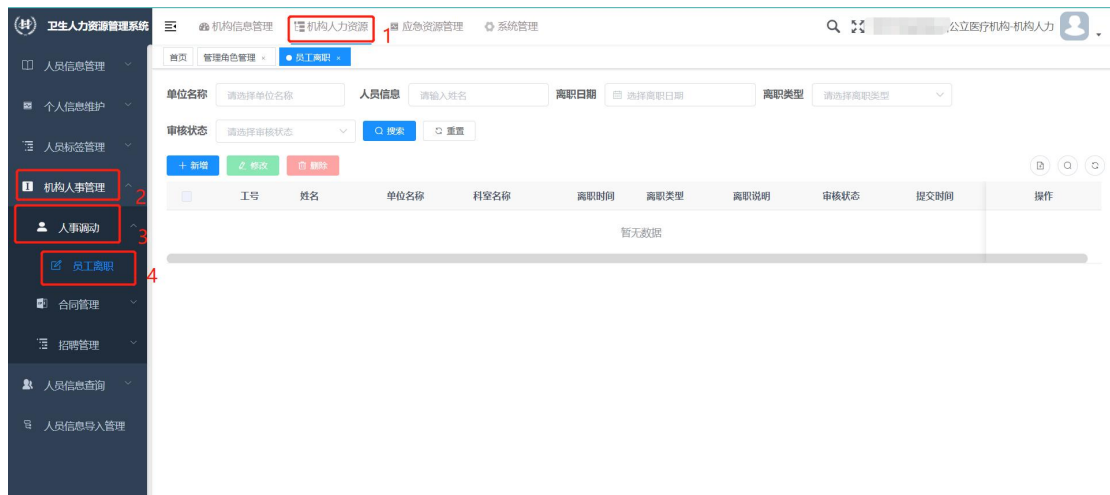 卫生人力资源管理系统 机构信息管理 机构人力资源 应急资源管理 系统管理 公立医疗机构-机构人力
1
首页 管理角色管理 × 员工离职 ×
人员信息管理
个人信息维护
人员标签管理
机构人事管理
2
人事调动
3
员工离职
4
合同管理
招聘管理
人员信息查询
人员信息导入管理
单位名称 请选择单位名称 人员信息 请输入姓名 离职日期 选择离职日期 离职类型 请选择离职类型
审核状态 请选择审核状态 搜索 重置
+ 新增 修改 删除
工号 姓名 单位名称 科室名称 离职时间 离职类型 离职说明 审核状态 提交时间 操作
暂无数据